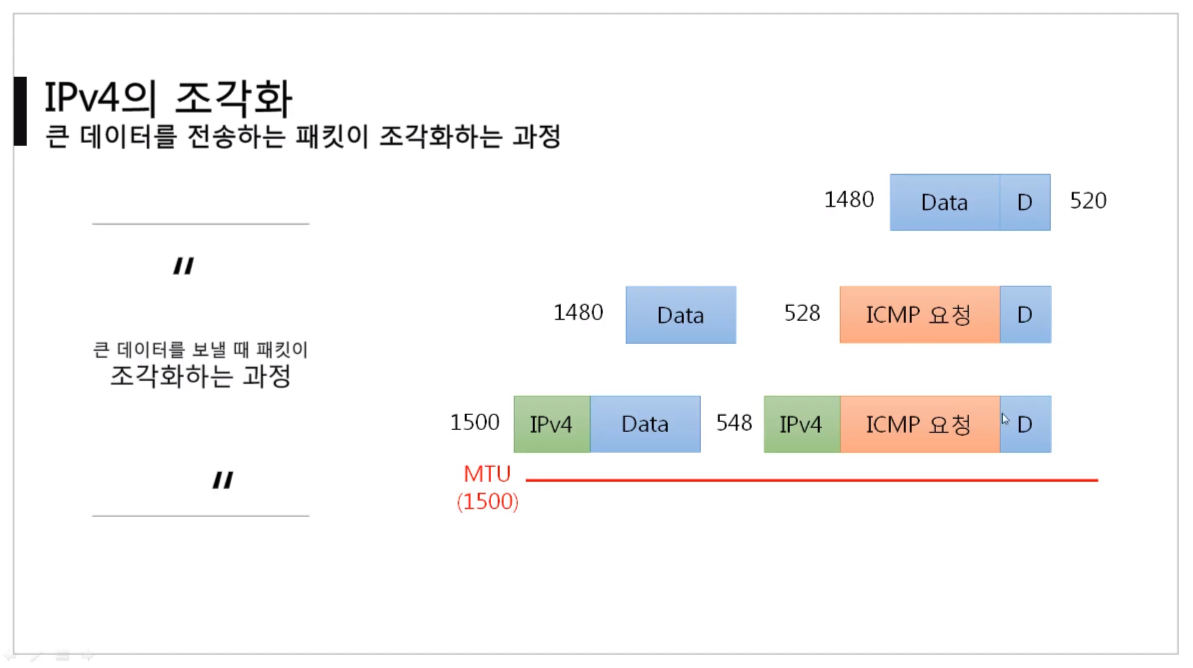 IPv4의 조각화
큰 데이터를 전송하는 패킷이 조각화하는 과정
1480 Data D 520
〃
1480 Data 528 ICMP 요청 D
큰 데이터를 보낼 때 패킷이
조각화하는 과정
1500 IPv4 Data 548 IPv4 ICMP 요청 D
〃
MTU
(1500)